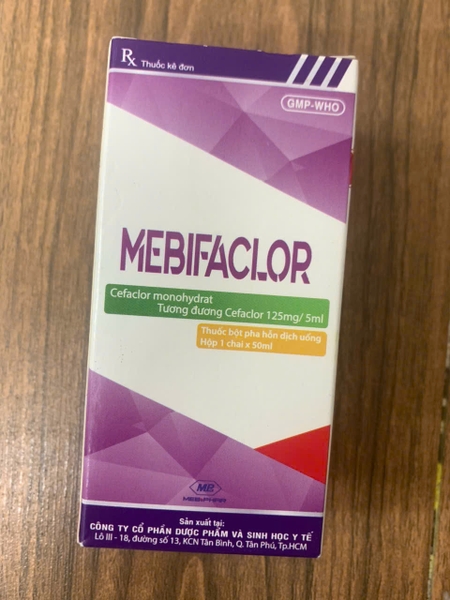 Rx Thuốc kê đơn
GMP-WHO
MEBIFACLOR
Cefaclor monohydrat
Tương đương Cefaclor 125mg/ 5ml
Thuốc bột pha hỗn dịch uống
Hộp 1 chai x 50ml
MP
MEBIPHAR
Sản xuất tại:
CÔNG TY CỔ PHẦN DƯỢC PHẨM VÀ SINH HỌC Y TẾ
Lô III - 18, đường số 13, KCN Tân Bình, Q. Tân Phú, Tp.HCM